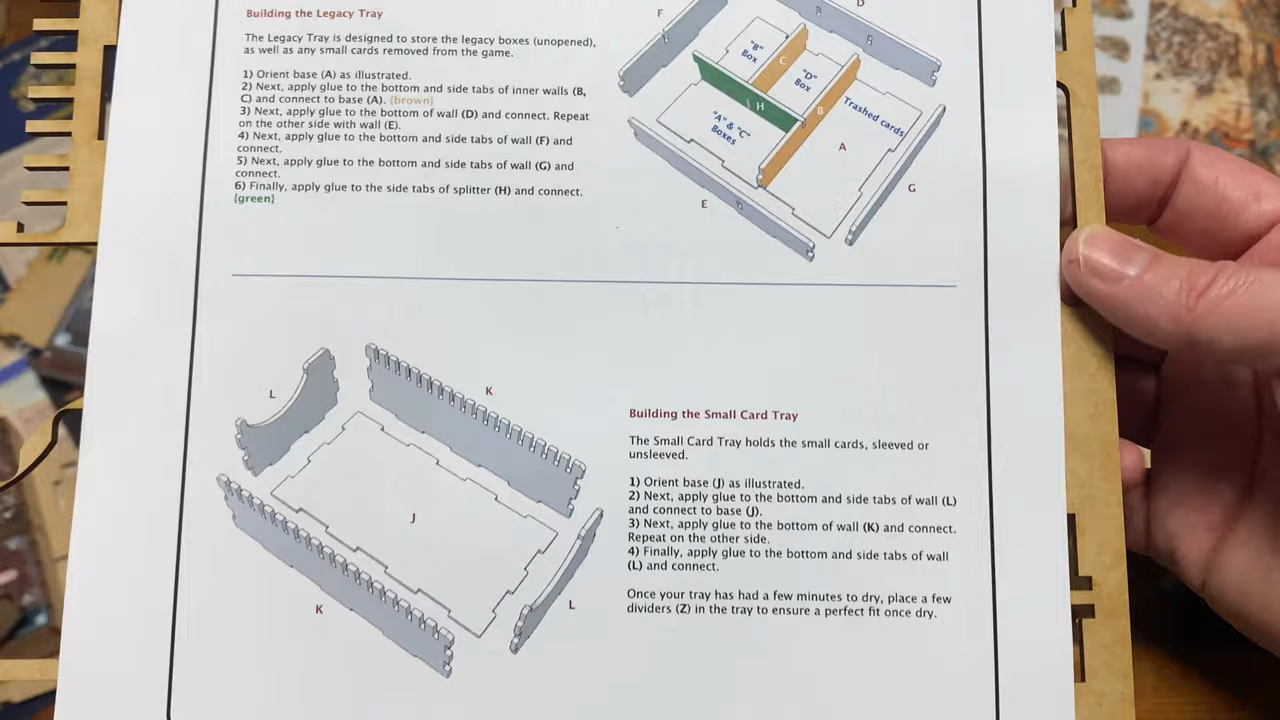 Building the Legacy Tray
The Legacy Tray is designed to store the legacy boxes (unopened),
as well as any small cards removed from the game.
1) Orient base (A) as illustrated.
2) Next, apply glue to the bottom and side tabs of inner walls (B,
C) and connect to base (A). (brown)
3) Next, apply glue to the bottom of wall (D) and connect. Repeat
on the other side with wall (E).
4) Next, apply glue to the bottom and side tabs of wall (F) and
connect.
5) Next, apply glue to the bottom and side tabs of wall (G) and
connect.
6) Finally, apply glue to the side tabs of splitter (H) and connect.
(green)
F
D
"B"
Box
C
"D"
Box
H
B
Trashed cards
"A" & "C"
Boxes
A
E
G
L
K
J
K
L
Building the Small Card Tray
The Small Card Tray holds the small cards, sleeved or
unsleeved.
1) Orient base (J) as illustrated.
2) Next, apply glue to the bottom and side tabs of wall (L)
and connect to base (J).
3) Next, apply glue to the bottom of wall (K) and connect.
Repeat on the other side.
4) Finally, apply glue to the bottom and side tabs of wall
(L) and connect.
Once your tray has had a few minutes to dry, place a few
dividers (Z) in the tray to ensure a perfect fit once dry.